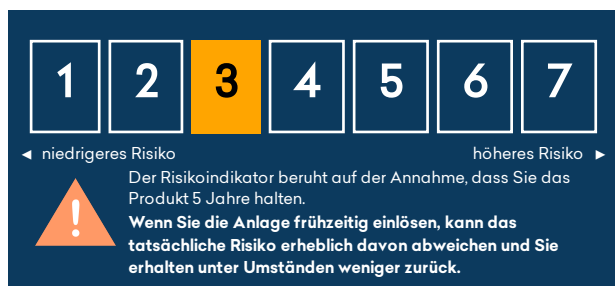 1 2 3 4 5 6 7
◄ niedrigeres Risiko höheres Risiko ►
Der Risikoindikator beruht auf der Annahme, dass Sie das
Produkt 5 Jahre halten.
Wenn Sie die Anlage frühzeitig einlösen, kann das
tatsächliche Risiko erheblich davon abweichen und Sie
erhalten unter Umständen weniger zurück.
!